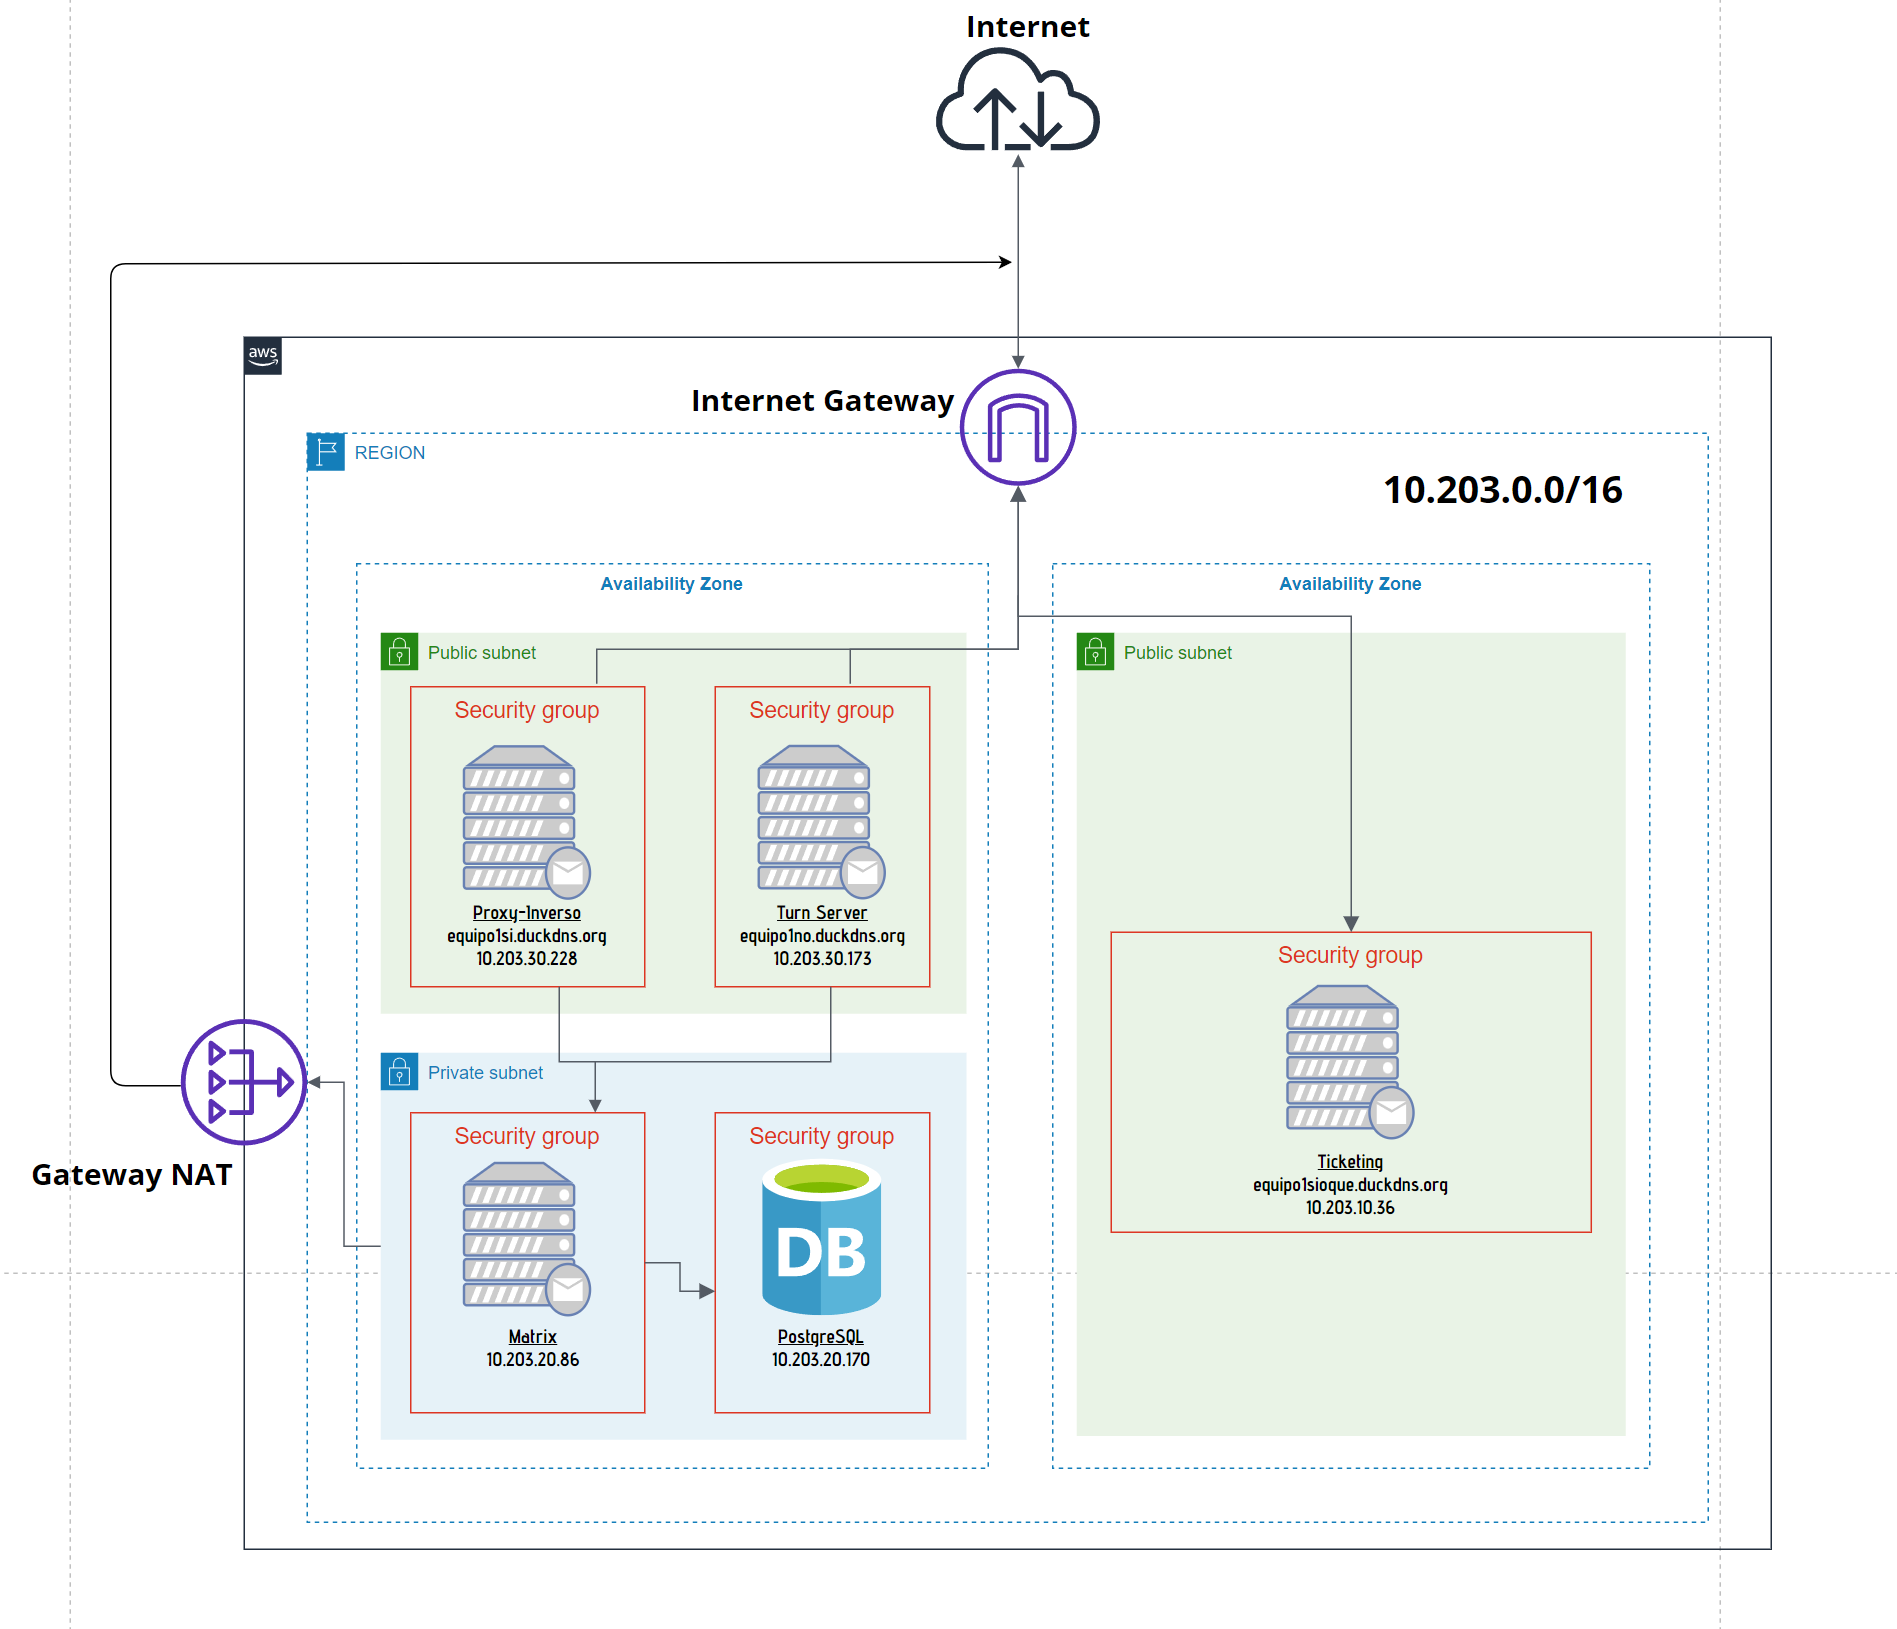 Internet
aws
Internet Gateway
REGION
10.203.0.0/16
Availability Zone
Availability Zone
Public subnet
Public subnet
Security group
Security group
Proxy-Inverso
equipo1si.duckdns.org
10.203.30.228
Turn Server
equipo1no.duckdns.org
10.203.30.173
Security group
Ticketing
equipo1sioque.duckdns.org
10.203.10.36
Gateway NAT
Private subnet
Security group
Security group
DB
Matrix
10.203.20.86
PostgreSQL
10.203.20.170